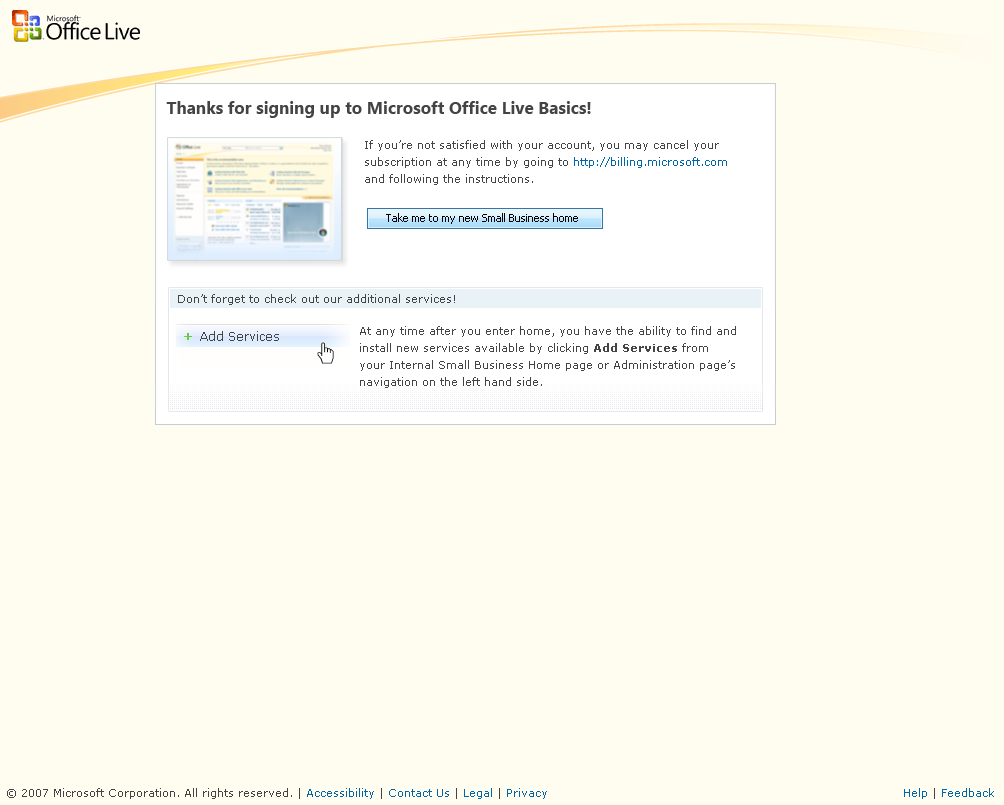 Microsoft
Office Live
Thanks for signing up to Microsoft Office Live Basics!
If you're not satisfied with your account, you may cancel your
subscription at any time by going to http://billing.microsoft.com
and following the instructions.
Take me to my new Small Business home
Don't forget to check out our additional services!
+ Add Services
At any time after you enter home, you have the ability to find and
install new services available by clicking Add Services from
your Internal Small Business Home page or Administration page's
navigation on the left hand side.
© 2007 Microsoft Corporation. All rights reserved. | Accessibility | Contact Us | Legal | Privacy
Help | Feedback